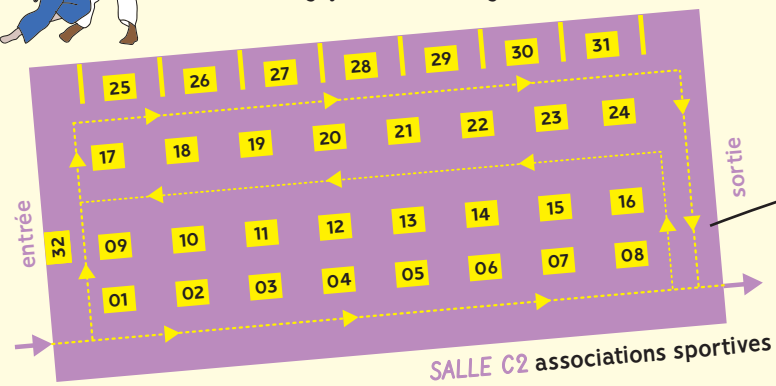 25 26 27 28 29 30 31
17 18 19 20 21 22 23 24
entrée
sortie
32
09 10 11 12 13 14 15 16
01 02 03 04 05 06 07 08
SALLE C2 associations sportives